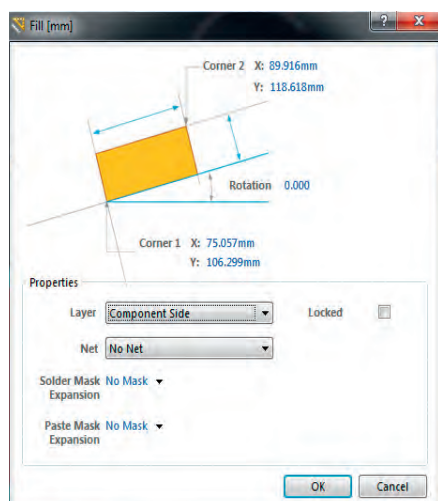 Fill [mm]
Corner 2 X: 89.916mm
Y: 118.618mm
Rotation 0.000
Corner 1 X: 75.057mm
Y: 106.299mm
Properties
Layer Component Side Locked
Net No Net
Solder Mask No Mask
Expansion
Paste Mask No Mask
Expansion
OK Cancel